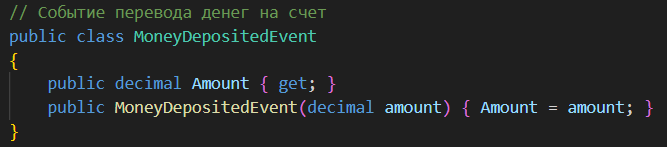 // Событие перевода денег на счет
public class MoneyDepositedEvent
{
    public decimal Amount { get; }
    public MoneyDepositedEvent(decimal amount) { Amount = amount; }
}